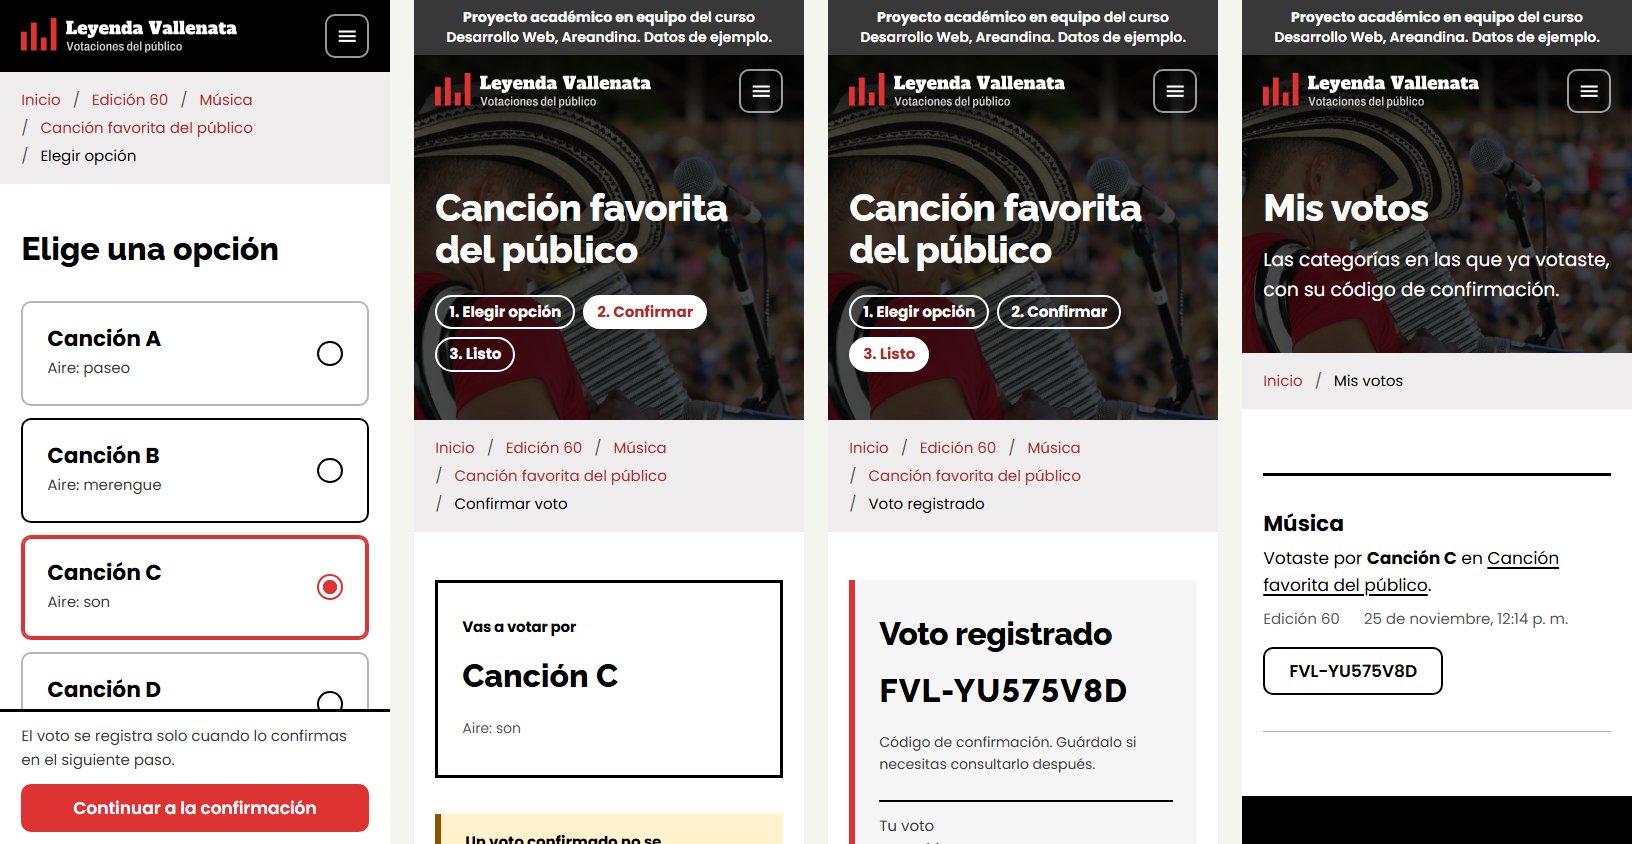 Leyenda Vallenata
Votaciones del público
Inicio / Edición 60 / Música
/ Canción favorita del público
/ Elegir opción
Elige una opción
Canción A
Aire: paseo
Canción B
Aire: merengue
Canción C
Aire: son
Canción D
El voto se registra solo cuando lo confirmas
en el siguiente paso.
Continuar a la confirmación
Proyecto académico en equipo del curso
Desarrollo Web, Areandina. Datos de ejemplo.
Leyenda Vallenata
Votaciones del público
Canción favorita
del público
1. Elegir opción
2. Confirmar
3. Listo
Inicio / Edición 60 / Música
/ Canción favorita del público
/ Confirmar voto
Vas a votar por
Canción C
Aire: son
Un voto confirmado no se
Proyecto académico en equipo del curso
Desarrollo Web, Areandina. Datos de ejemplo.
Leyenda Vallenata
Votaciones del público
Canción favorita
del público
1. Elegir opción
2. Confirmar
3. Listo
Inicio / Edición 60 / Música
/ Canción favorita del público
/ Voto registrado
Voto registrado
FVL-YU575V8D
Código de confirmación. Guárdalo si
necesitas consultarlo después.
Tu voto
Proyecto académico en equipo del curso
Desarrollo Web, Areandina. Datos de ejemplo.
Leyenda Vallenata
Votaciones del público
Mis votos
Las categorías en las que ya votaste,
con su código de confirmación.
Inicio / Mis votos
Música
Votaste por Canción C en Canción
favorita del público.
Edición 60 25 de noviembre, 12:14 p. m.
FVL-YU575V8D